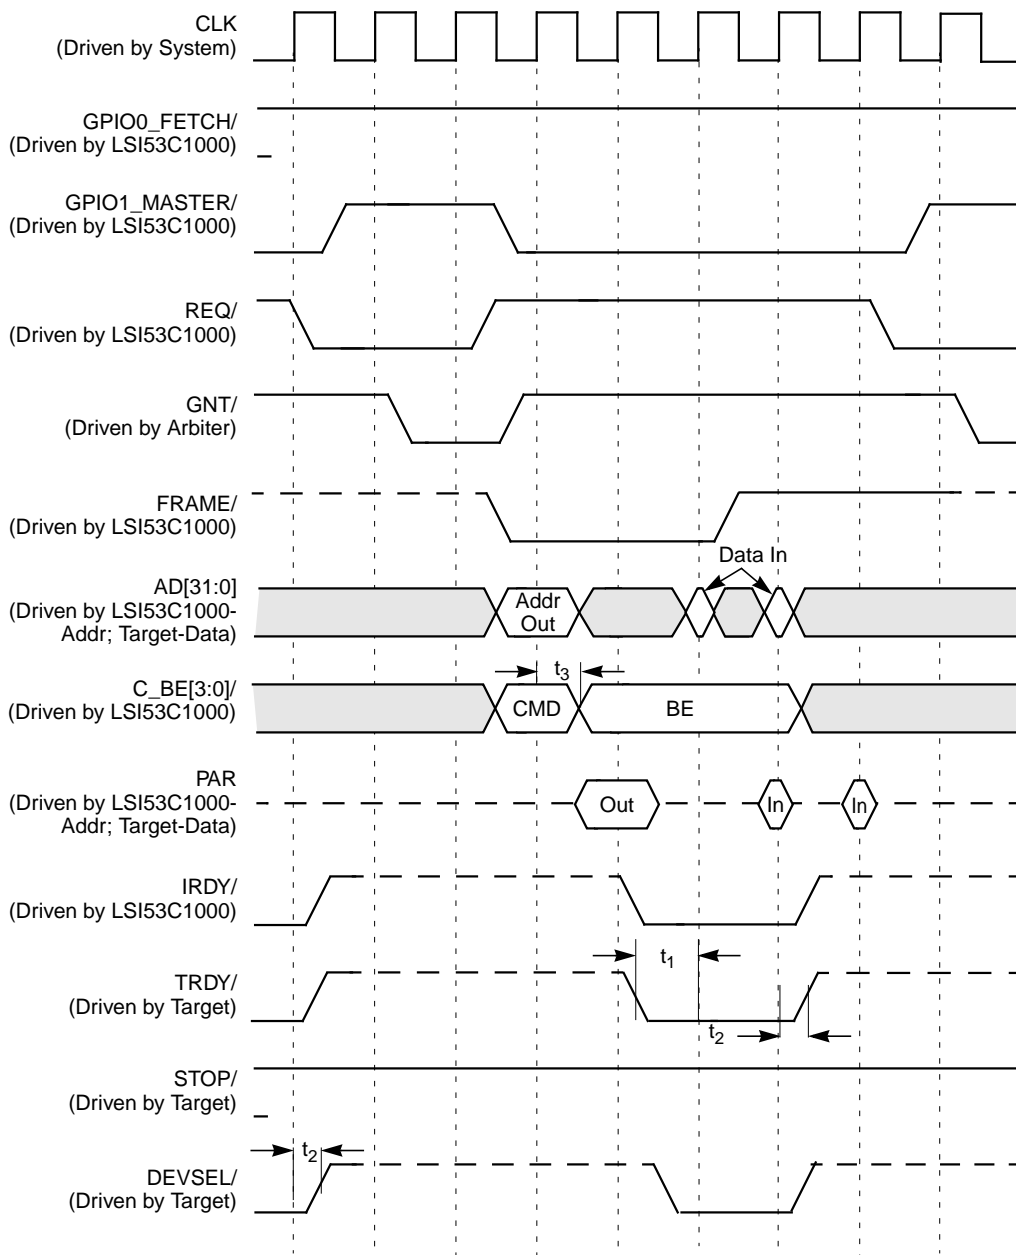 CLK
(Driven by System)
GPIO0_FETCH/
(Driven by LSI53C1000)
GPIO1_MASTER/
(Driven by LSI53C1000)
REQ/
(Driven by LSI53C1000)
GNT/
(Driven by Arbiter)
FRAME/
(Driven by LSI53C1000)
Data In
AD[31:0]
(Driven by LSI53C1000-
Addr; Target-Data)
Addr
Out
t3
C_BE[3:0]/
(Driven by LSI53C1000)
CMD
BE
PAR
(Driven by LSI53C1000-
Addr; Target-Data)
Out
In
In
IRDY/
(Driven by LSI53C1000)
t1
TRDY/
(Driven by Target)
t2
STOP/
(Driven by Target)
t2
DEVSEL/
(Driven by Target)